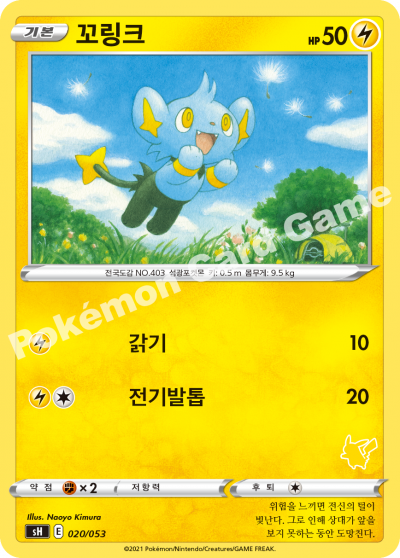 기본 꼬링크 HP 50
전국도감 NO.403 섬광포켓몬 키: 0.5 m 몸무게: 9.5 kg
Pokémon Card Game
갉기 10
전기발톱 20
약점 ×2 저항력 후퇴
Illus. Naoyo Kimura
위험을 느끼면 전신의 털이
sH E 020/053
빛난다. 그로 인해 상대가 앞을
보지 못하는 동안 도망친다.
©2021 Pokémon/Nintendo/Creatures/GAME FREAK.